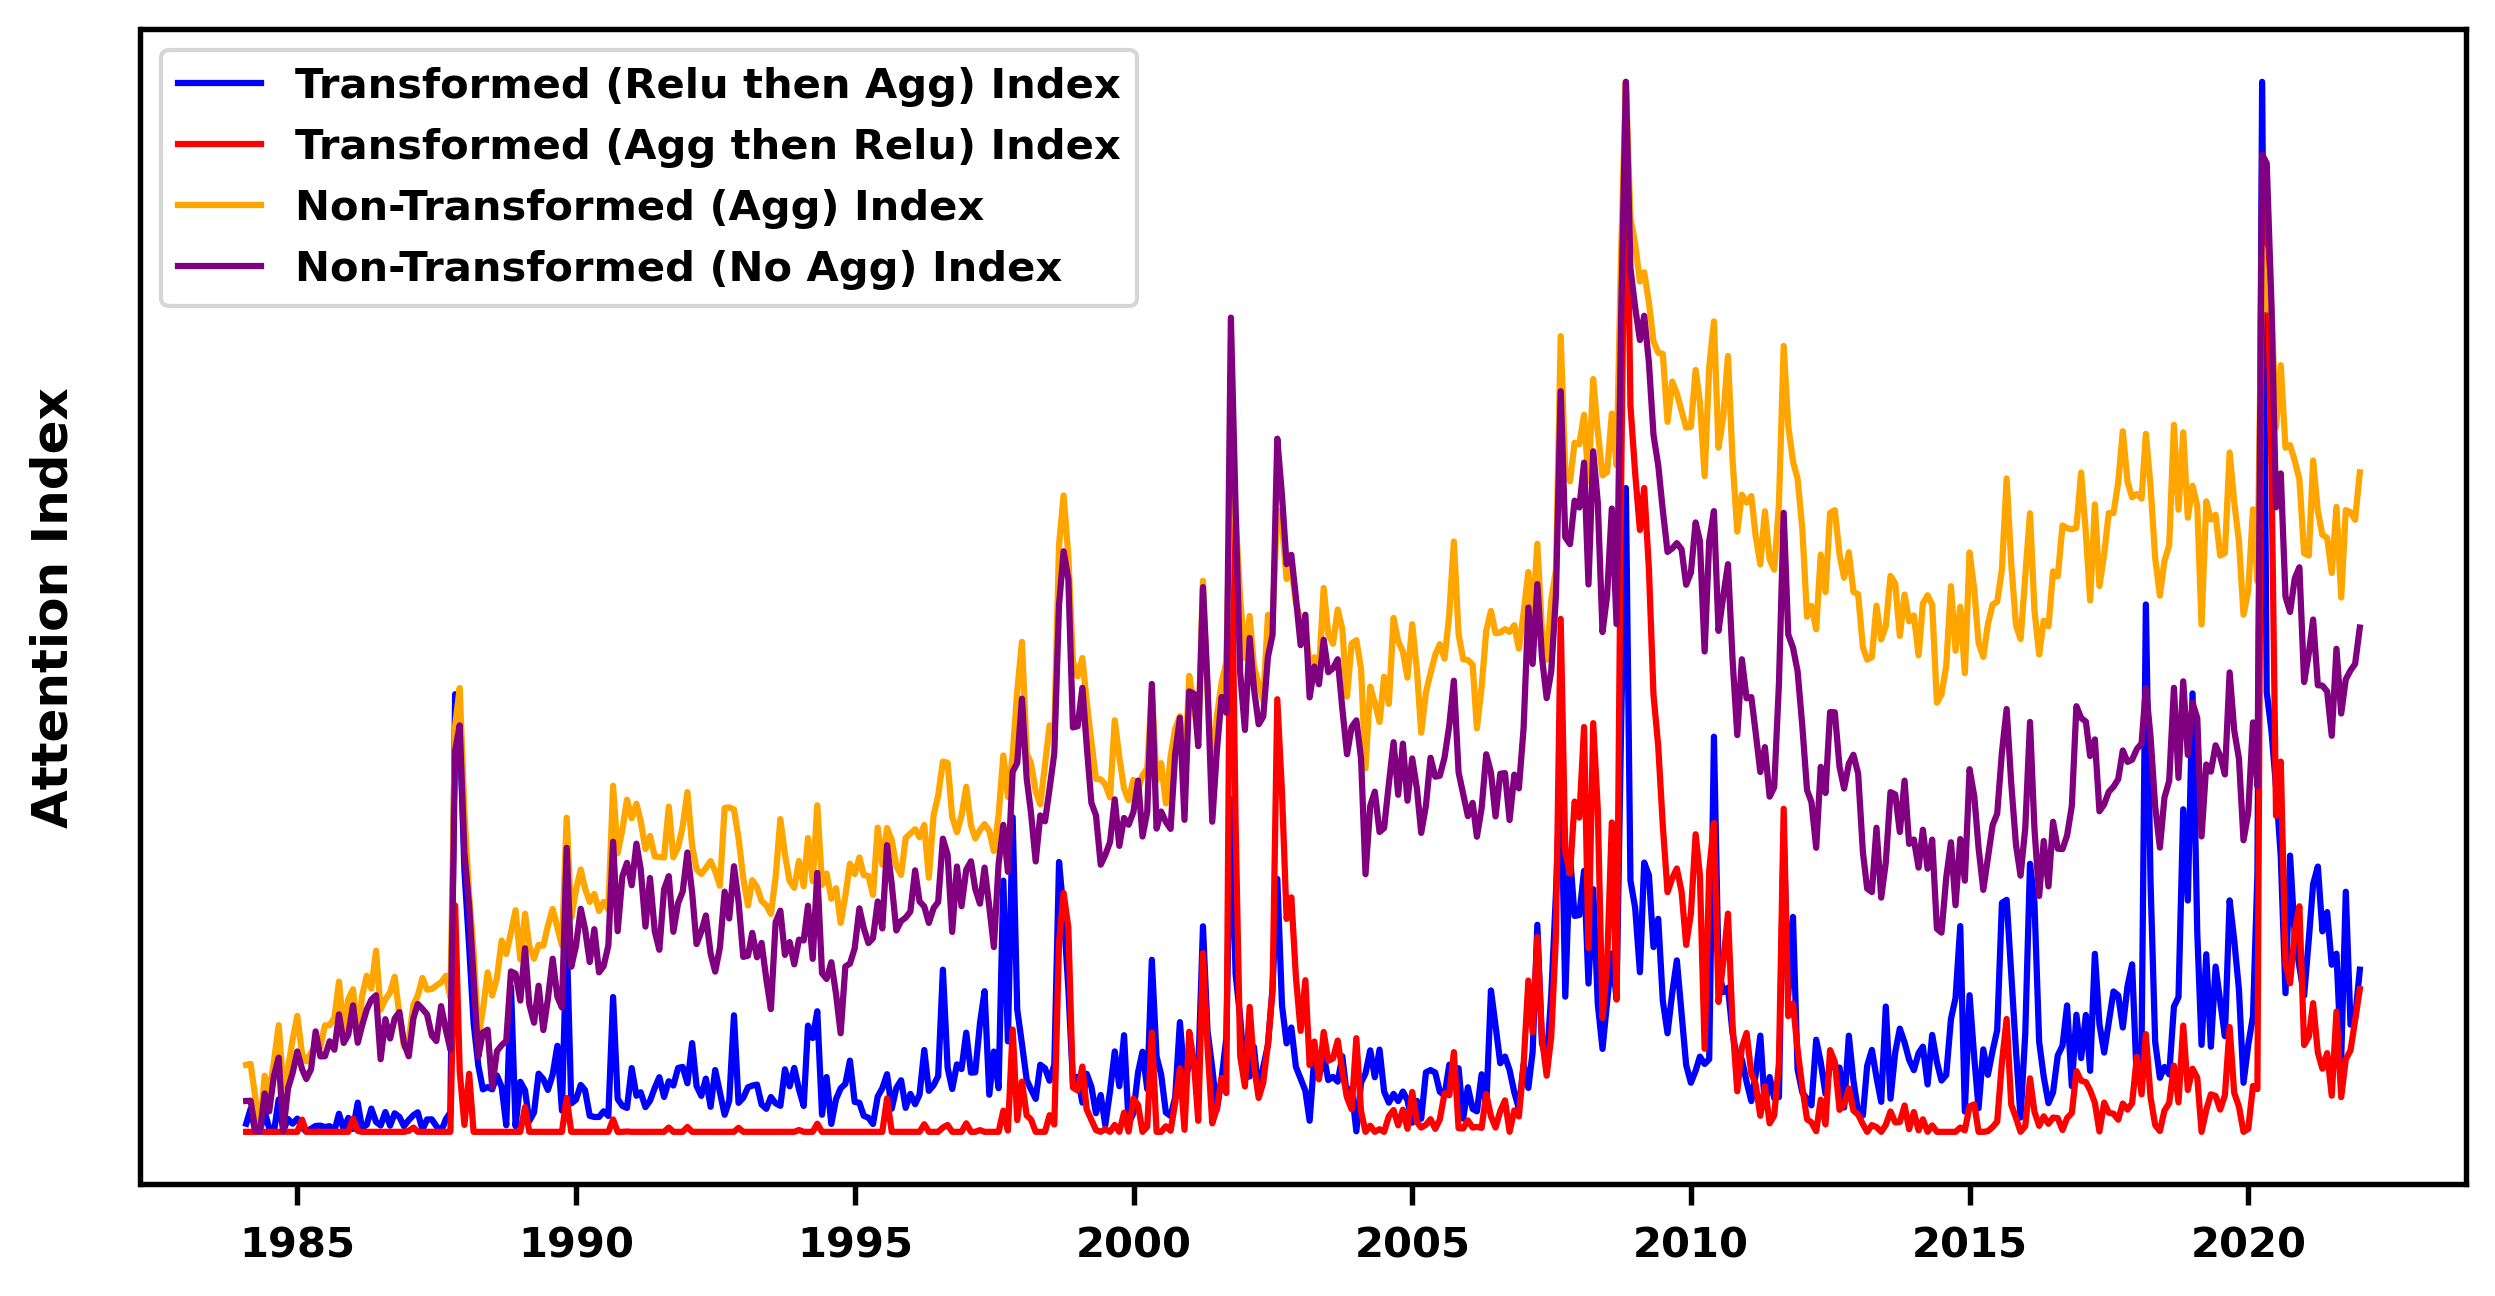 Transformed (Relu then Agg) Index
Transformed (Agg then Relu) Index
Non-Transformed (Agg) Index
Non-Transformed (No Agg) Index
Attention Index
1985 1990 1995 2000 2005 2010 2015 2020